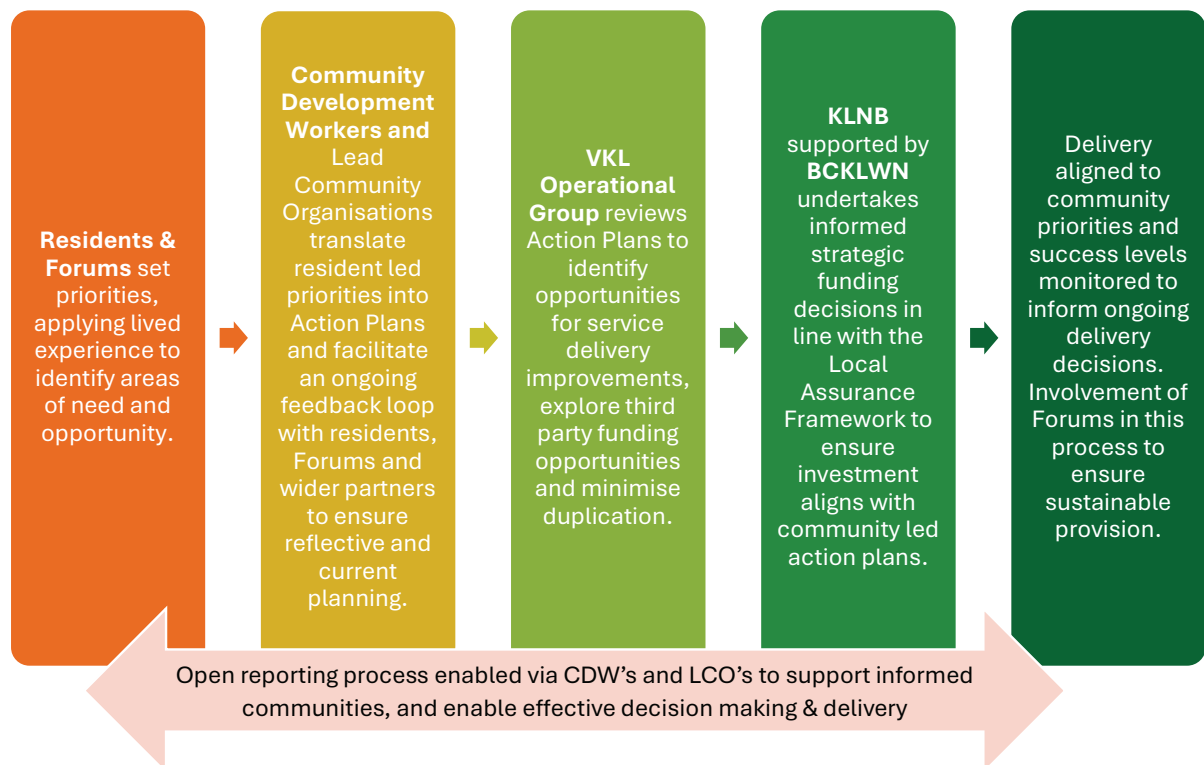 Residents &
Forums set
priorities,
applying lived
experience to
identify areas
of need and
opportunity.
Community
Development
Workers and
Lead
Community
Organisations
translate
resident led
priorities into
Action Plans
and facilitate
an ongoing
feedback loop
with residents,
Forums and
wider partners
to ensure
reflective and
current
planning.
VKL
Operational
Group reviews
Action Plans to
identify
opportunities
for service
delivery
improvements,
explore third
party funding
opportunities
and minimise
duplication.
KLNB
supported by
BCKLWN
undertakes
informed
strategic
funding
decisions in
line with the
Local
Assurance
Framework to
ensure
investment
aligns with
community led
action plans.
Delivery
aligned to
community
priorities and
success levels
monitored to
inform ongoing
delivery
decisions.
Involvement of
Forums in this
process to
ensure
sustainable
provision.
Open reporting process enabled via CDW's and LCO's to support informed
communities, and enable effective decision making & delivery